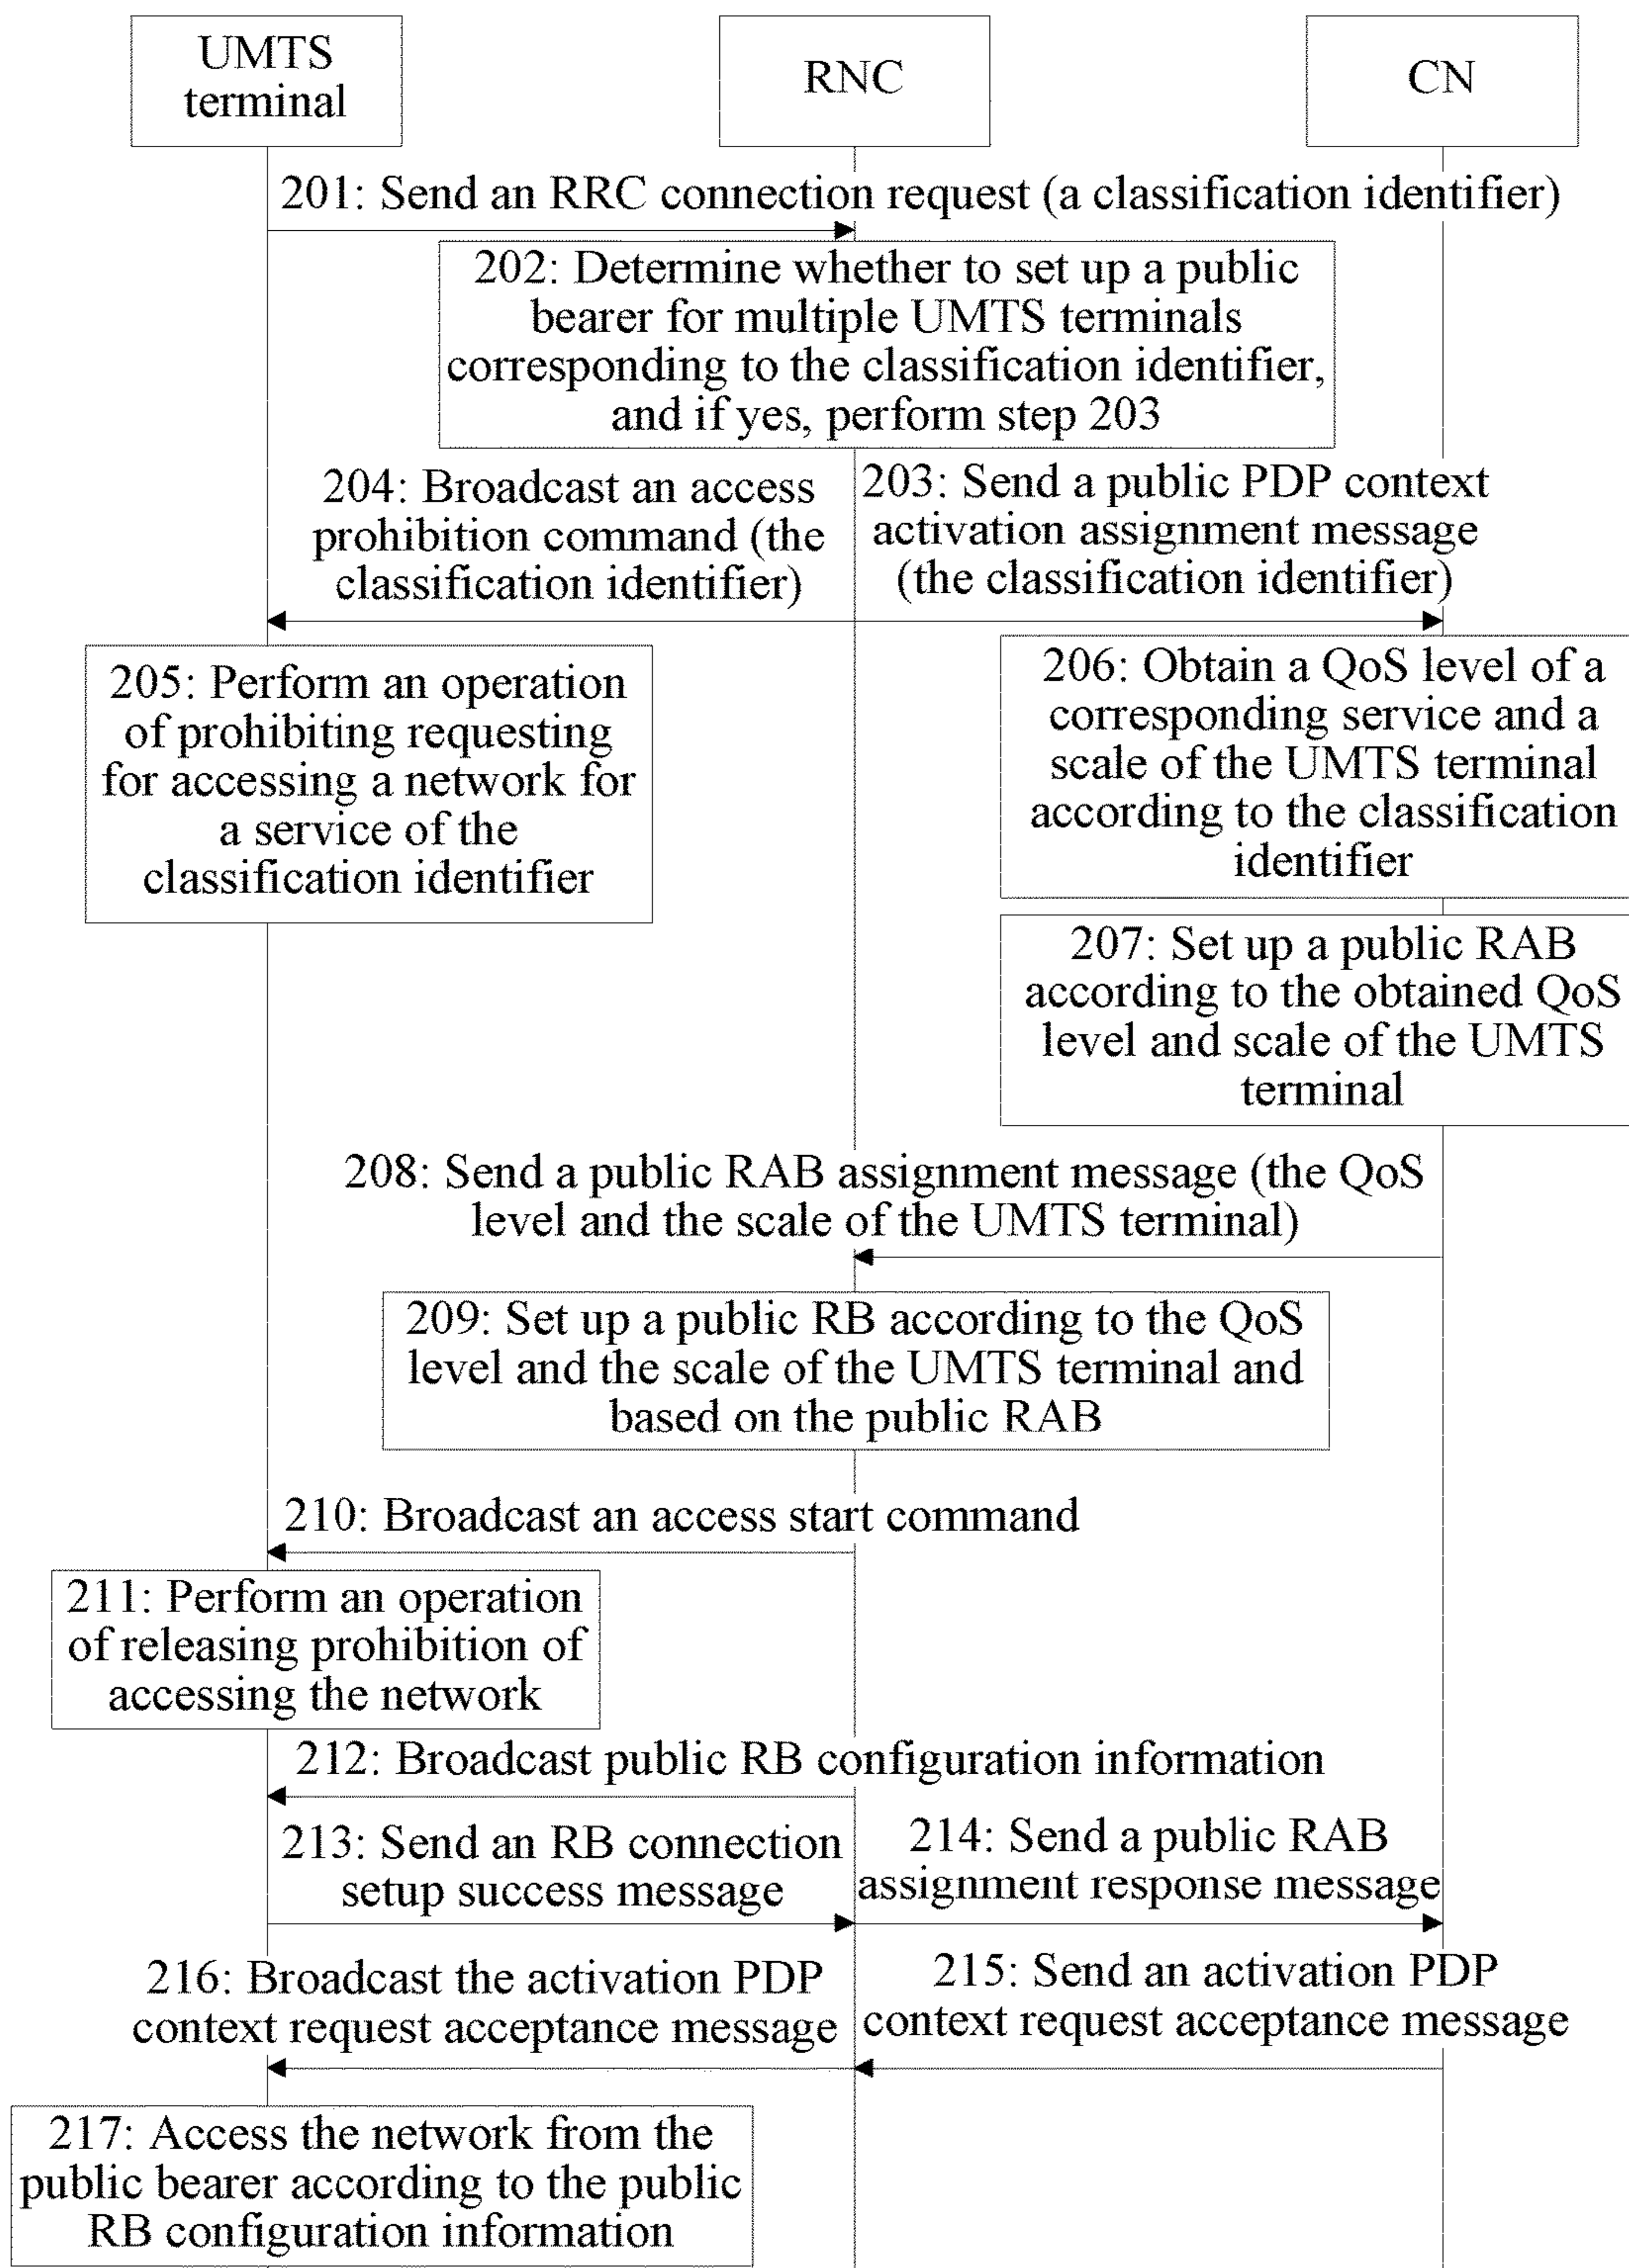 UMTS
terminal
RNC
CN
201: Send an RRC connection request (a classification identifier)
202: Determine whether to set up a public
bearer for multiple UMTS terminals
corresponding to the classification identifier,
and if yes, perform step 203
204: Broadcast an access
prohibition command (the
classification identifier)
203: Send a public PDP context
activation assignment message
(the classification identifier)
205: Perform an operation
of prohibiting requesting
for accessing a network for
a service of the
classification identifier
206: Obtain a QoS level of a
corresponding service and a
scale of the UMTS terminal
according to the classification
identifier
207: Set up a public RAB
according to the obtained QoS
level and scale of the UMTS
terminal
208: Send a public RAB assignment message (the QoS
level and the scale of the UMTS terminal)
209: Set up a public RB according to the QoS
level and the scale of the UMTS terminal and
based on the public RAB
210: Broadcast an access start command
211: Perform an operation
of releasing prohibition of
accessing the network
212: Broadcast public RB configuration information
213: Send an RB connection
setup success message
214: Send a public RAB
assignment response message
216: Broadcast the activation PDP
context request acceptance message
215: Send an activation PDP
context request acceptance message
217: Access the network from the
public bearer according to the public
RB configuration information